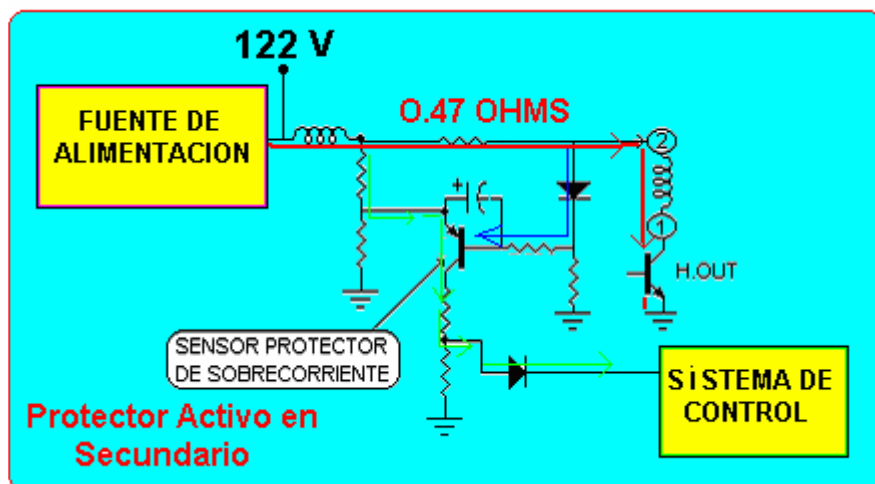 122 V
FUENTE DE
ALIMENTACION
O.47 OHMS
2
+
1
H.OUT
SENSOR PROTECTOR
DE SOBRECORRIENTE
SiSTEMA DE
CONTROL
Protector Activo en
Secundario